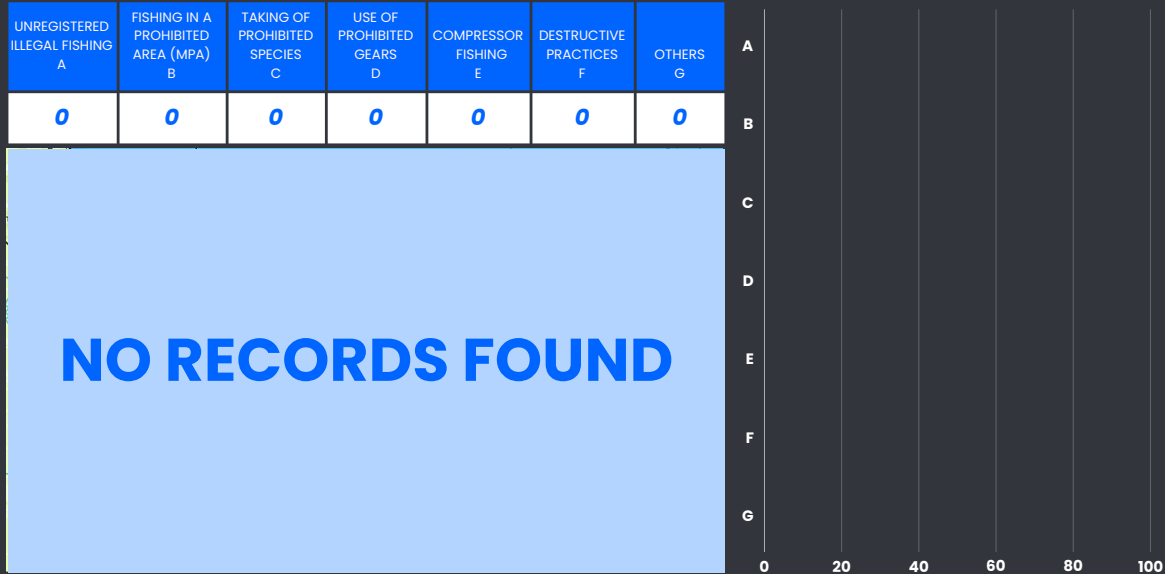 UNREGISTERED
ILLEGAL FISHING
A
FISHING IN A
PROHIBITED
AREA (MPA)
B
TAKING OF
PROHIBITED
SPECIES
C
USE OF
PROHIBITED
GEARS
D
COMPRESSOR
FISHING
E
DESTRUCTIVE
PRACTICES
F
OTHERS
G
0 0 0 0 0 0 0
NO RECORDS FOUND
A
B
C
D
E
F
G
0 20 40 60 80 100